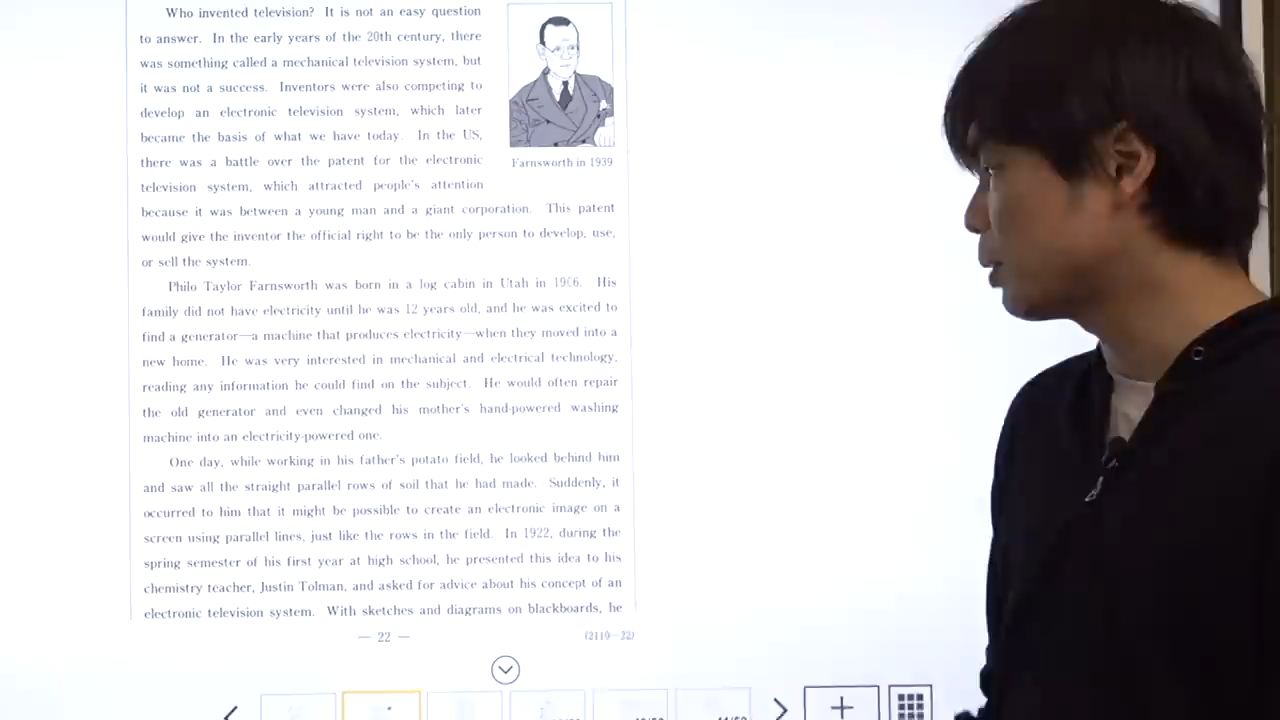 Who invented television? It is not an easy question
to answer. In the early years of the 20th century, there
was something called a mechanical television system, but
it was not a success. Inventors were also competing to
develop an electronic television system, which later
became the basis of what we have today. In the US,
there was a battle over the patent for the electronic
television system, which attracted people's attention
because it was between a young man and a giant corporation. This patent
would give the inventor the official right to be the only person to develop, use,
or sell the system.
Farnsworth in 1939
Philo Taylor Farnsworth was born in a log cabin in Utah in 1906. His
family did not have electricity until he was 12 years old, and he was excited to
find a generator—a machine that produces electricity—when they moved into a
new home. He was very interested in mechanical and electrical technology,
reading any information he could find on the subject. He would often repair
the old generator and even changed his mother's hand-powered washing
machine into an electricity-powered one.
One day, while working in his father's potato field, he looked behind him
and saw all the straight parallel rows of soil that he had made. Suddenly, it
occurred to him that it might be possible to create an electronic image on a
screen using parallel lines, just like the rows in the field. In 1922, during the
spring semester of his first year at high school, he presented this idea to his
chemistry teacher, Justin Tolman, and asked for advice about his concept of an
electronic television system. With sketches and diagrams on blackboards, he
— 22 —
(2110—22)